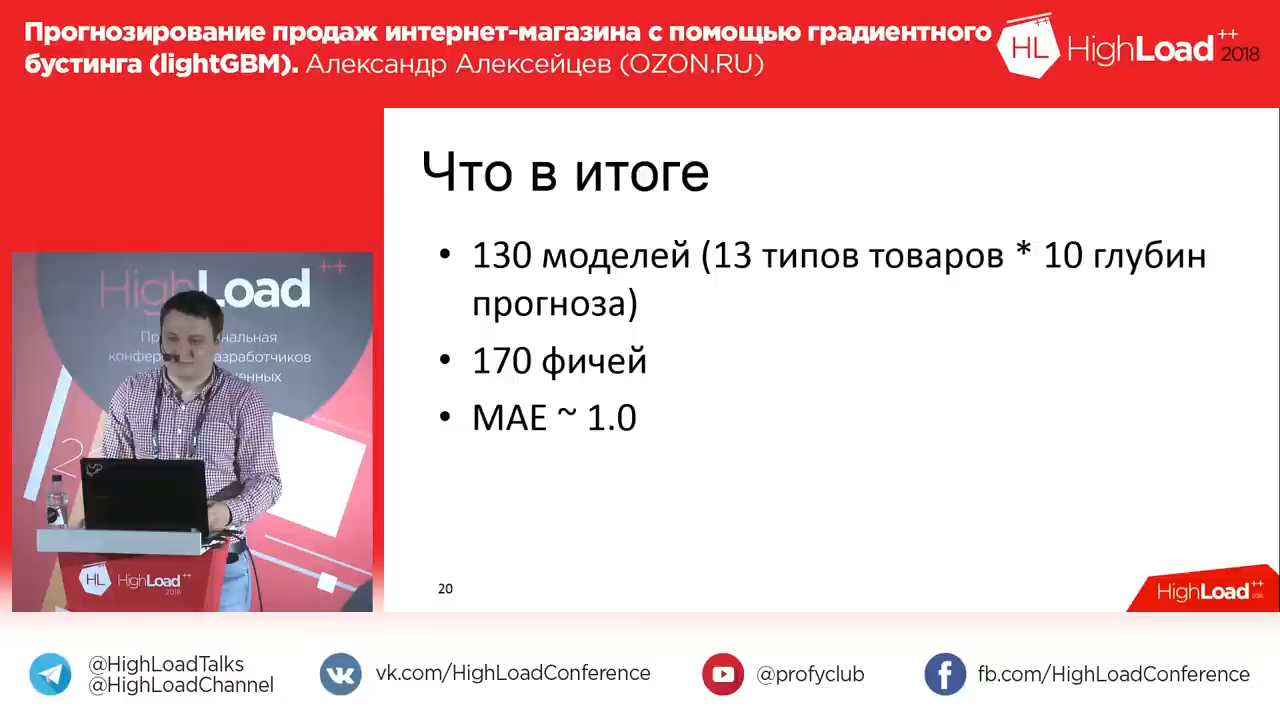 Прогнозирование продаж интернет-магазина с помощью градиентного
бустинга (lightGBM). Александр Алексейцев (OZON.RU)
HL HighLoad++ 2018
Что в итоге
• 130 моделей (13 типов товаров * 10 глубин
прогноза)
• 170 фичей
• MAE ~ 1.0
20
HighLoad++
HighLoad++
конфер
азработчиков
HL HighLoad++
2018
@HighLoadTalks
@HighLoadChannel
vk.com/HighLoadConference
@profyclub
fb.com/HighLoadConference